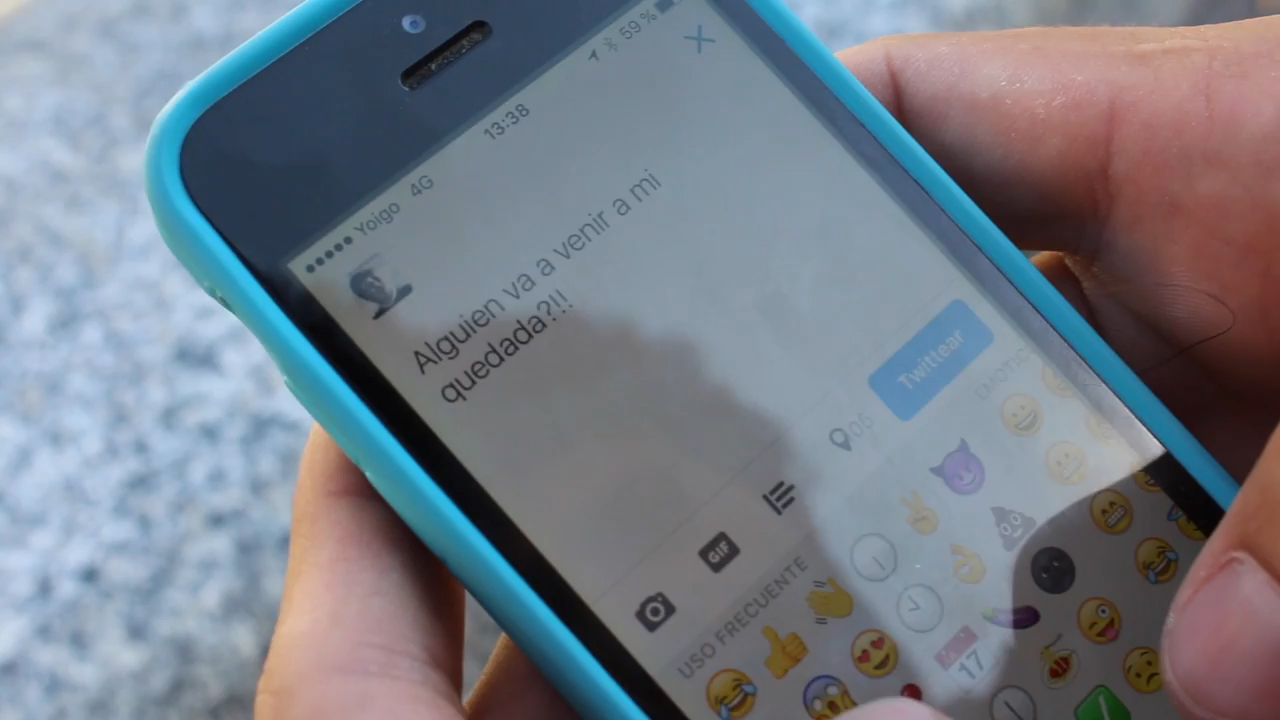 Yoigo 4G 13:38 59 %
Alguien va a venir a mi
quedada?!!
Twittear
GIF
USO FRECUENTE
17